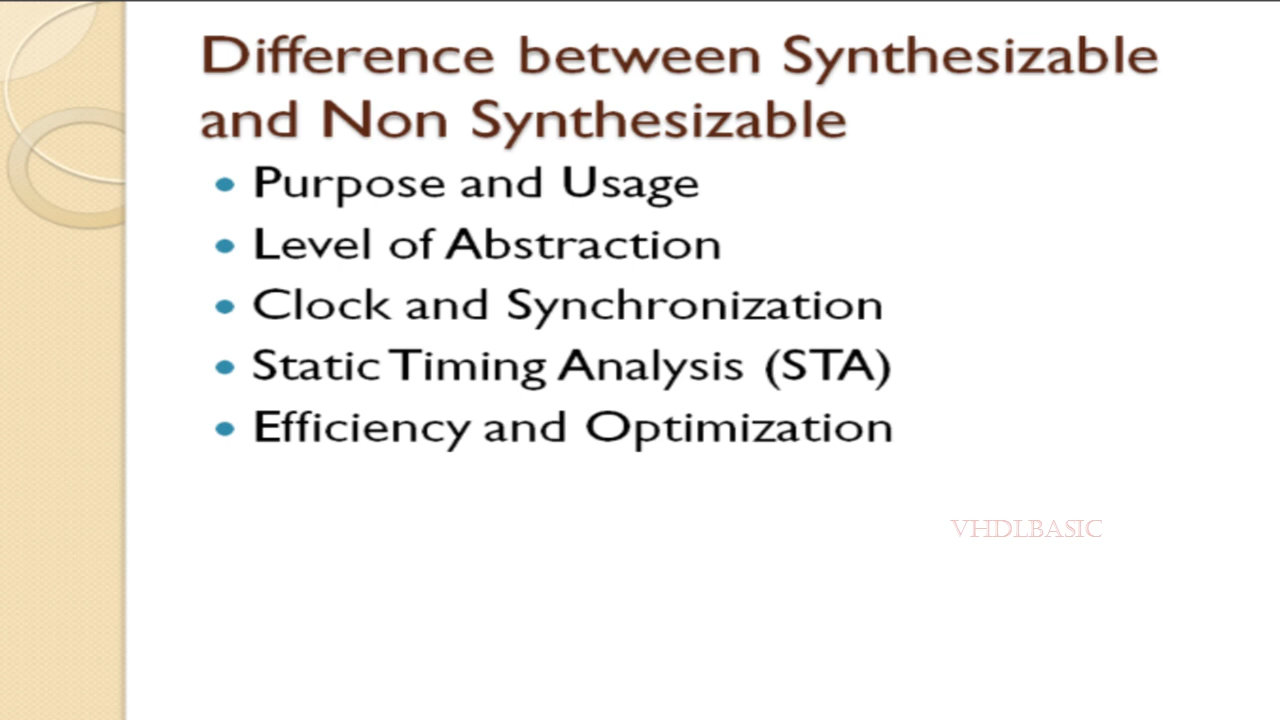 Difference between Synthesizable
and Non Synthesizable
• Purpose and Usage
• Level of Abstraction
• Clock and Synchronization
• Static Timing Analysis (STA)
• Efficiency and Optimization
VHDLBASIC